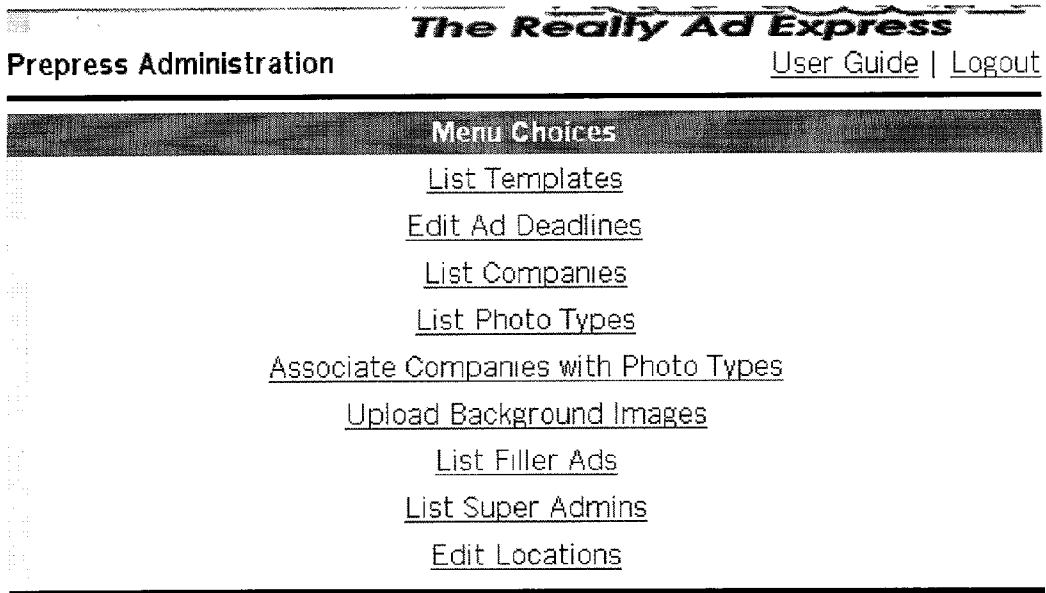 The Realty Ad Express
Prepress Administration
User Guide | Logout
Menu Choices
List Templates
Edit Ad Deadlines
List Companies
List Photo Types
Associate Companies with Photo Types
Upload Background Images
List Filler Ads
List Super Admins
Edit Locations